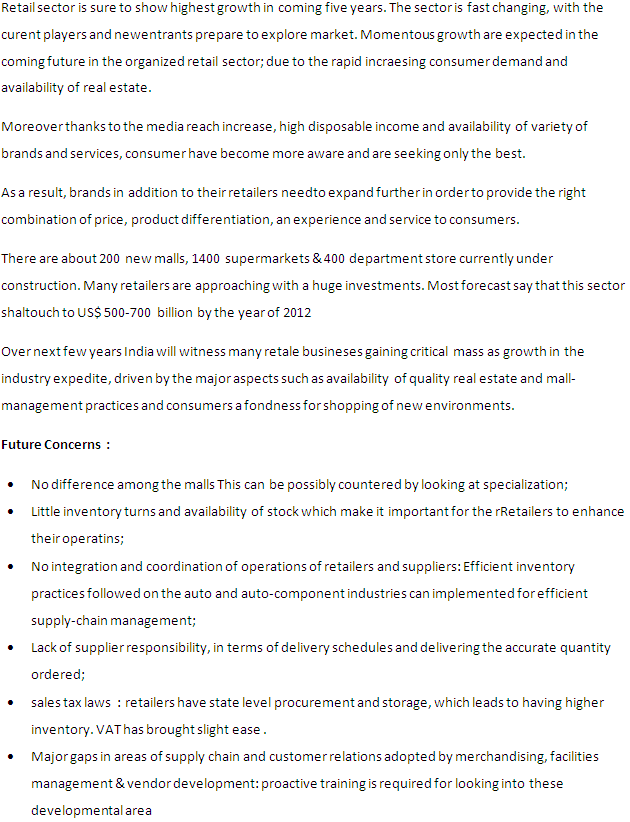 Retail sector is sure to show highest growth in coming five years. The sector is fast changing, with the
curent players and newentrants prepare to explore market. Momentous growth are expected in the
coming future in the organized retail sector; due to the rapid incraesing consumer demand and
availability of real estate.
Moreover thanks to the media reach increase, high disposable income and availability of variety of
brands and services, consumer have become more aware and are seeking only the best.
As a result, brands in addition to their retailers needto expand further in order to provide the right
combination of price, product differentiation, an experience and service to consumers.
There are about 200 new malls, 1400 supermarkets & 400 department store currently under
construction. Many retailers are approaching with a huge investments. Most forecast say that this sector
shaltouch to US$ 500-700 billion by the year of 2012
Over next few years India will witness many retale busineses gaining critical mass as growth in the
industry expedite, driven by the major aspects such as availability of quality real estate and mall-
management practices and consumers a fondness for shopping of new environments.
Future Concerns :
• No difference among the malls This can be possibly countered by looking at specialization;
• Little inventory turns and availability of stock which make it important for the rRetailers to enhance
their operatins;
• No integration and coordination of operations of retailers and suppliers: Efficient inventory
practices followed on the auto and auto-component industries can implemented for efficient
supply-chain management;
• Lack of supplier responsibility, in terms of delivery schedules and delivering the accurate quantity
ordered;
• sales tax laws : retailers have state level procurement and storage, which leads to having higher
inventory. VAT has brought slight ease .
• Major gaps in areas of supply chain and customer relations adopted by merchandising, facilities
management & vendor development: proactive training is required for looking into these
developmental area